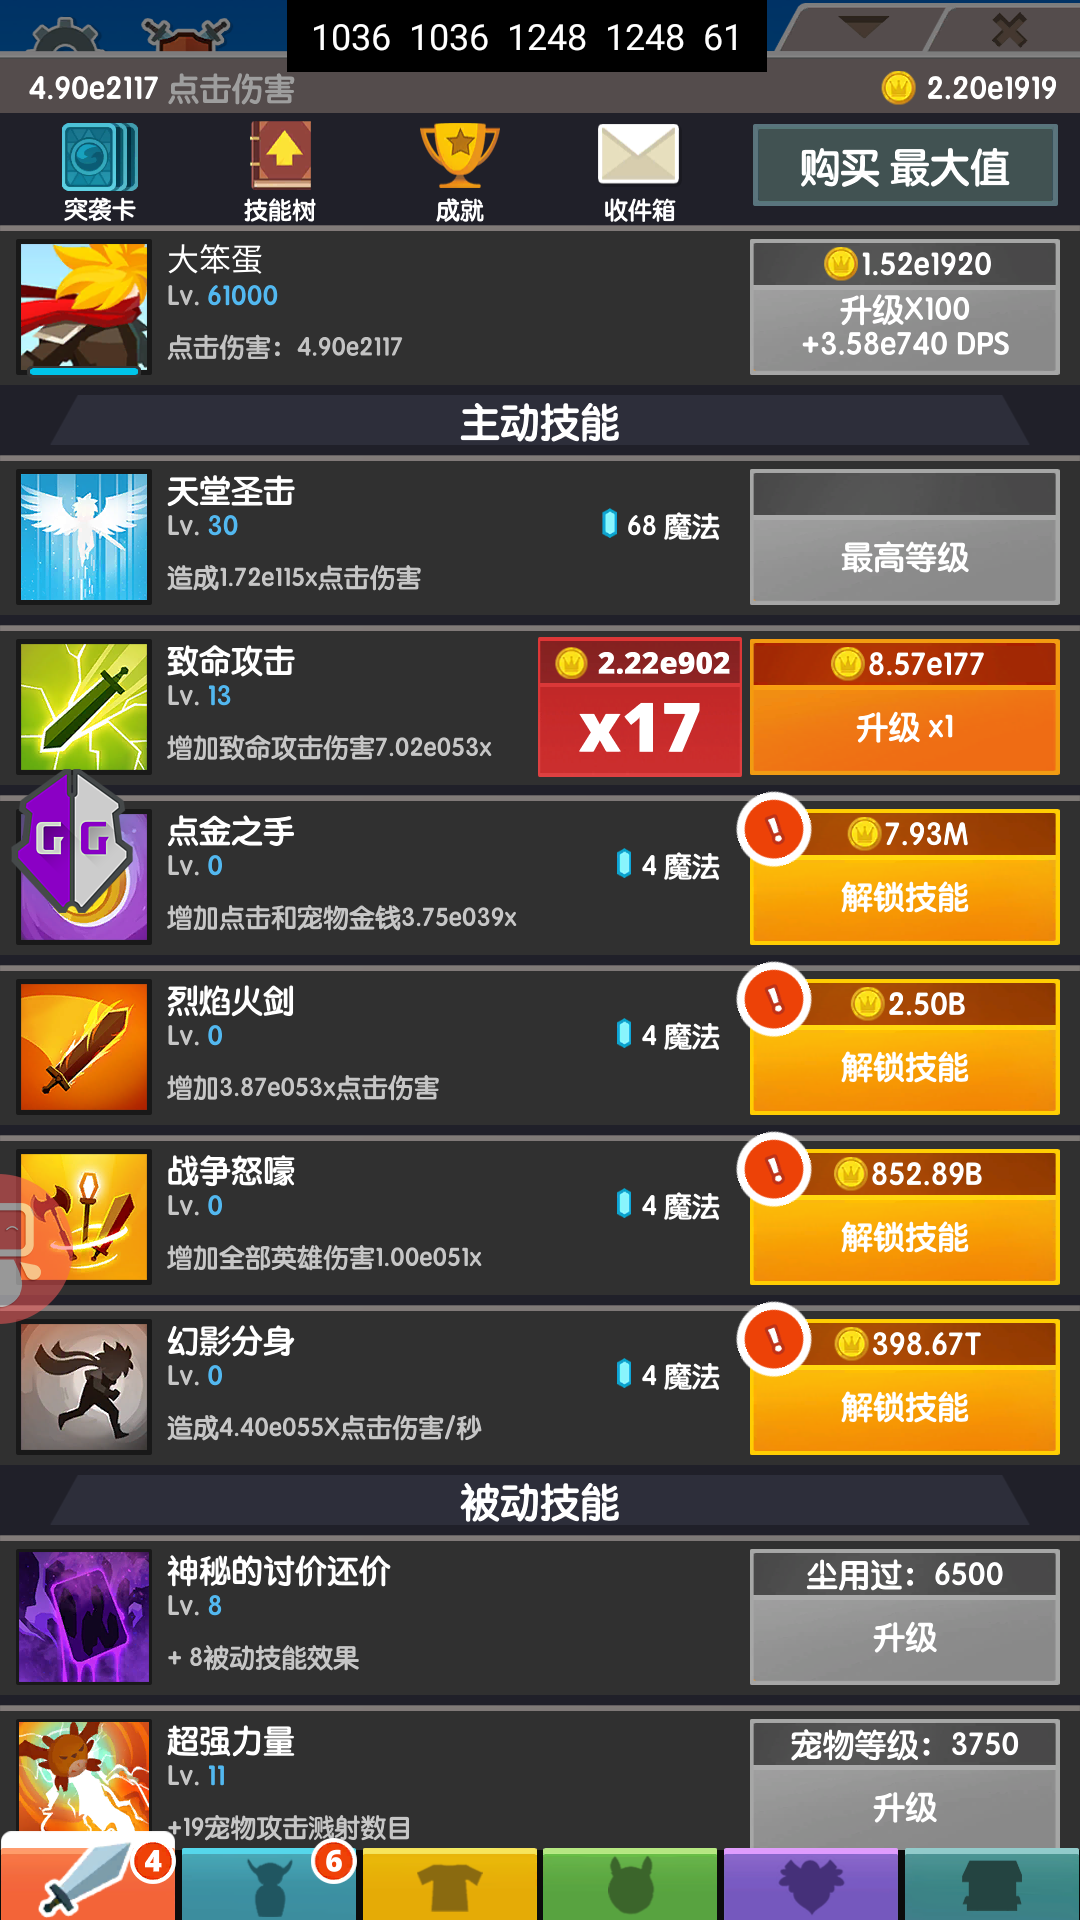 1036 1036 1248 1248 61
4.90e2117 点击伤害
2.20e1919
突袭卡
技能树
成就
收件箱
购买 最大值
大笨蛋
Lv. 61000
点击伤害：4.90e2117
1.52e1920
升级X100
+3.58e740 DPS
主动技能
天堂圣击
Lv. 30
68 魔法
造成1.72e115x点击伤害
最高等级
致命攻击
Lv. 13
增加致命攻击伤害7.02e053x
2.22e902
x17
8.57e177
升级 x1
GG
点金之手
Lv. 0
4 魔法
增加点击和宠物金钱3.75e039x
!
7.93M
解锁技能
烈焰火剑
Lv. 0
4 魔法
增加3.87e053x点击伤害
!
2.50B
解锁技能
战争怒嚎
Lv. 0
4 魔法
增加全部英雄伤害1.00e051x
!
852.89B
解锁技能
幻影分身
Lv. 0
4 魔法
造成4.40e055X点击伤害/秒
!
398.67T
解锁技能
被动技能
神秘的讨价还价
Lv. 8
+ 8被动技能效果
尘用过：6500
升级
超强力量
Lv. 11
+19宠物攻击溅射数目
宠物等级：3750
升级
4
6